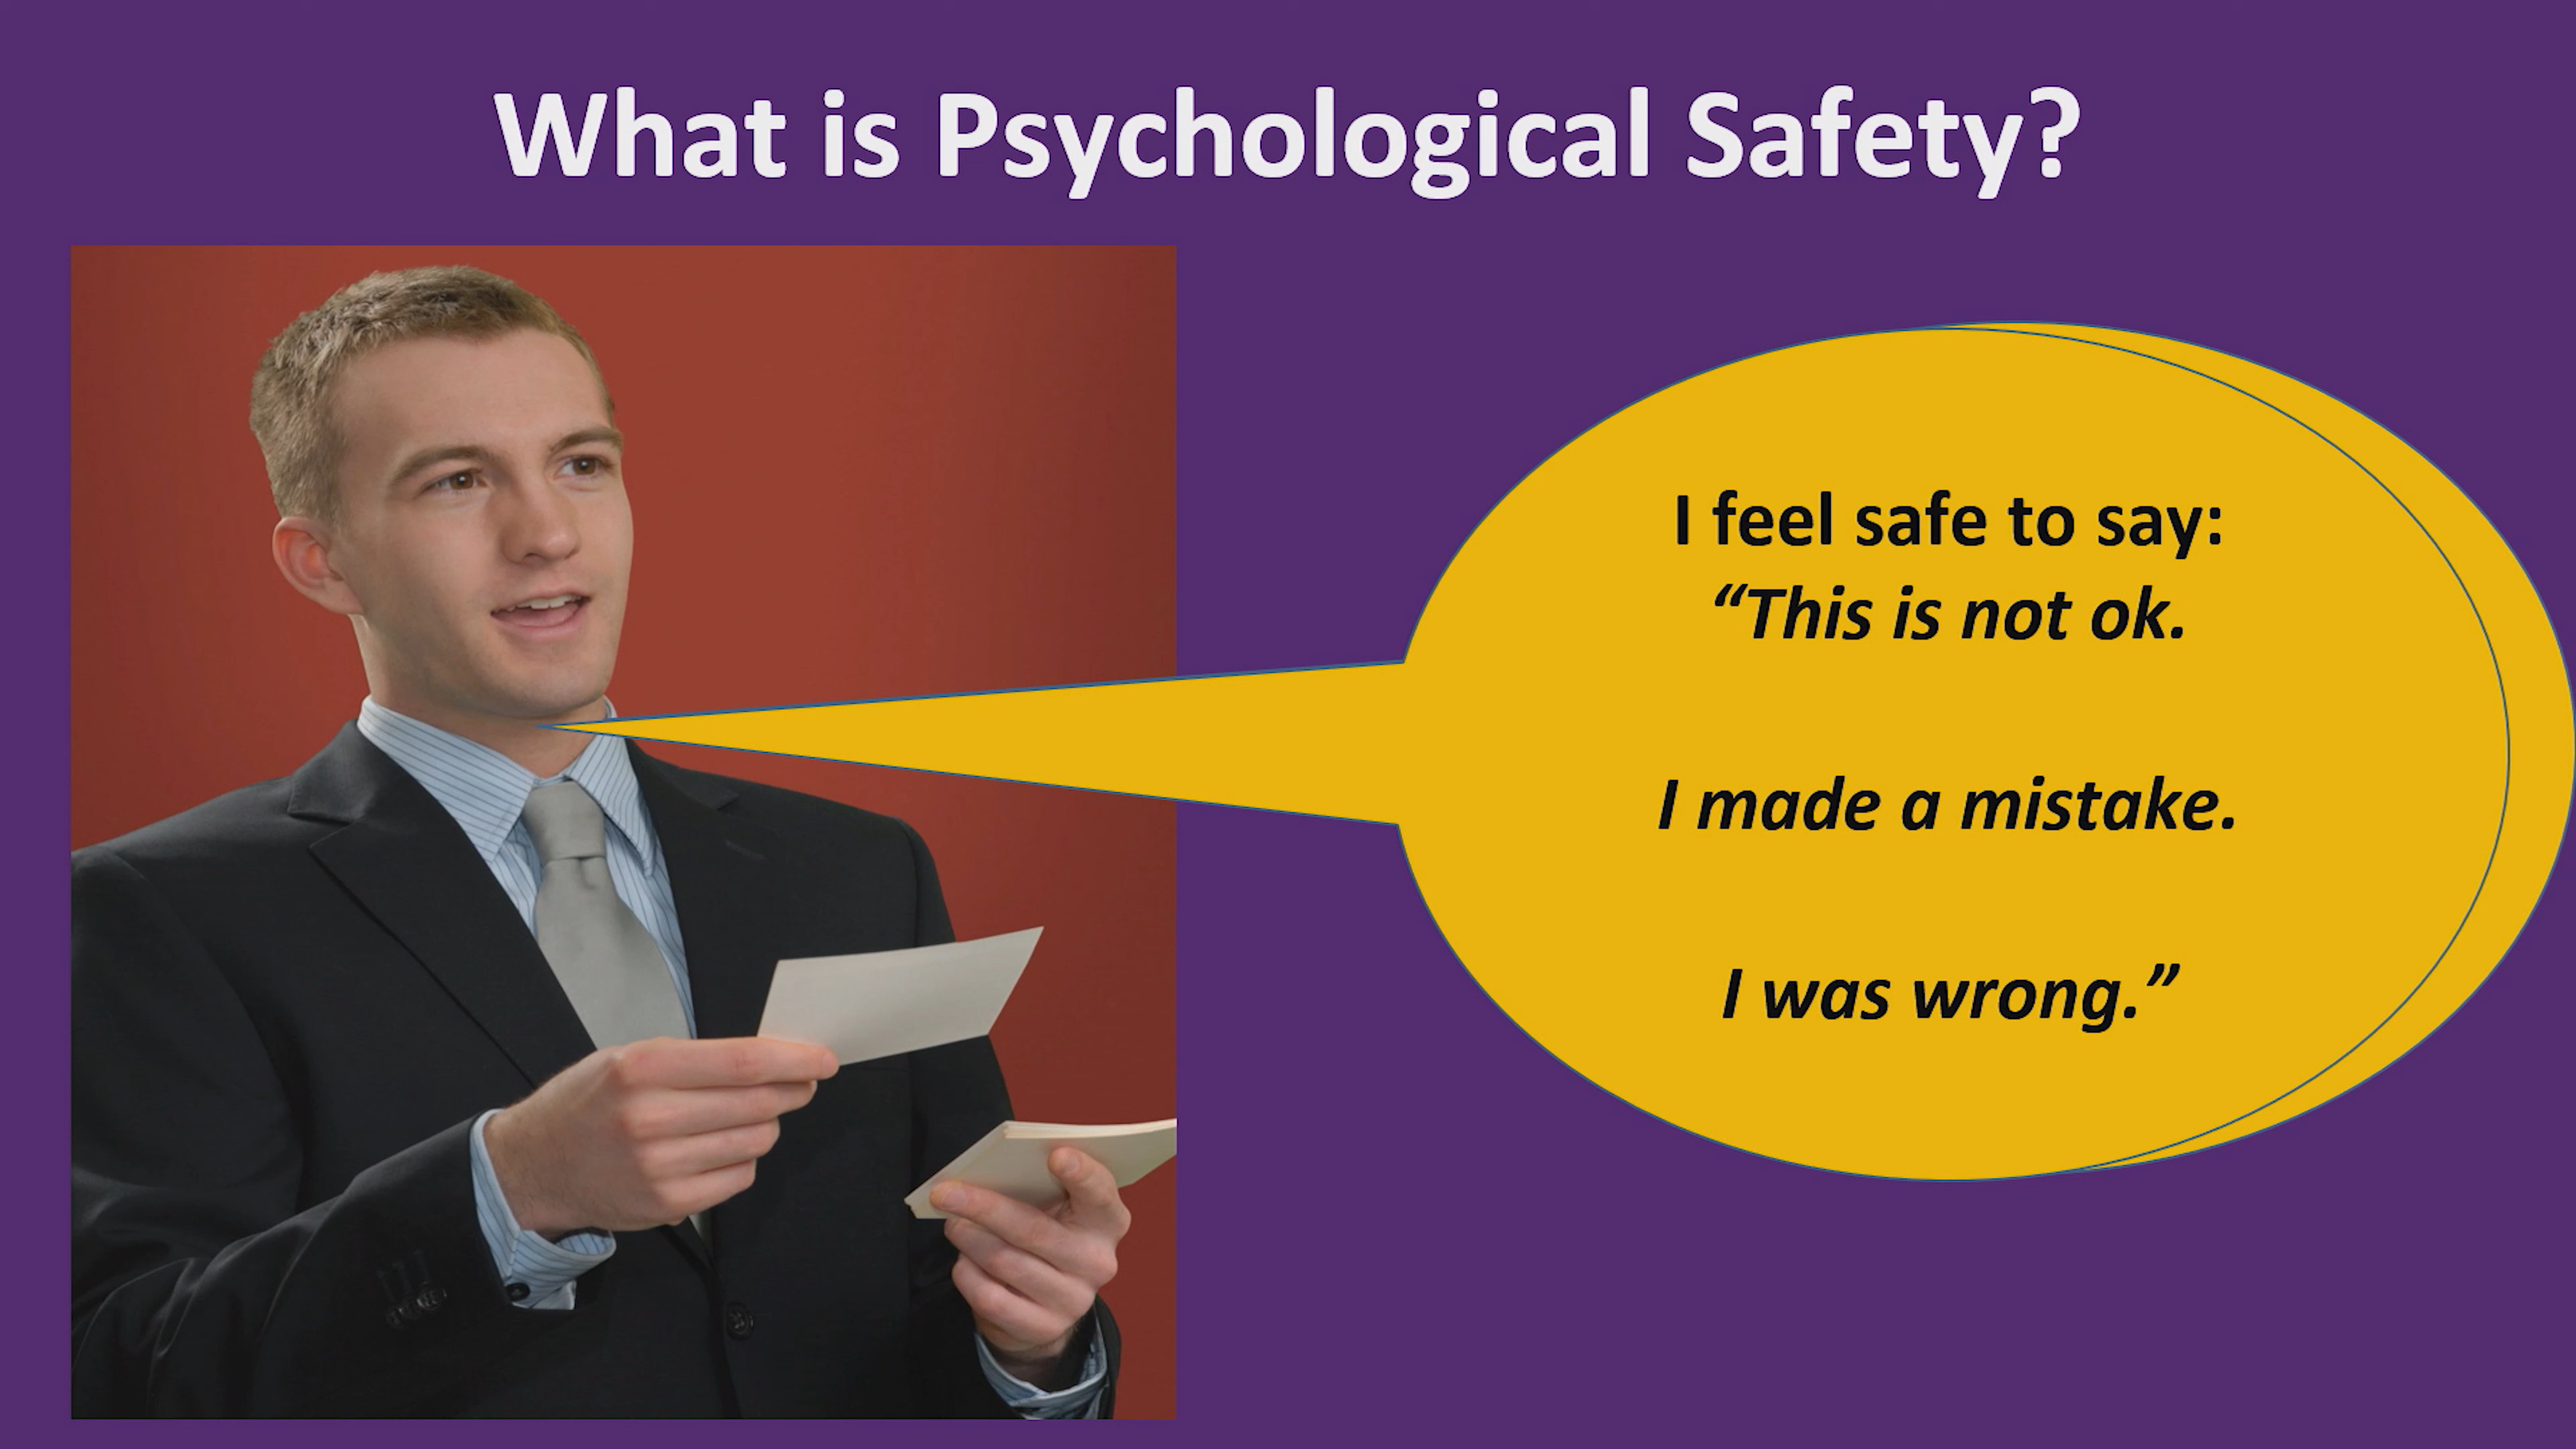 What is Psychological Safety?
I feel safe to say:
“This is not ok.
I made a mistake.
I was wrong.”